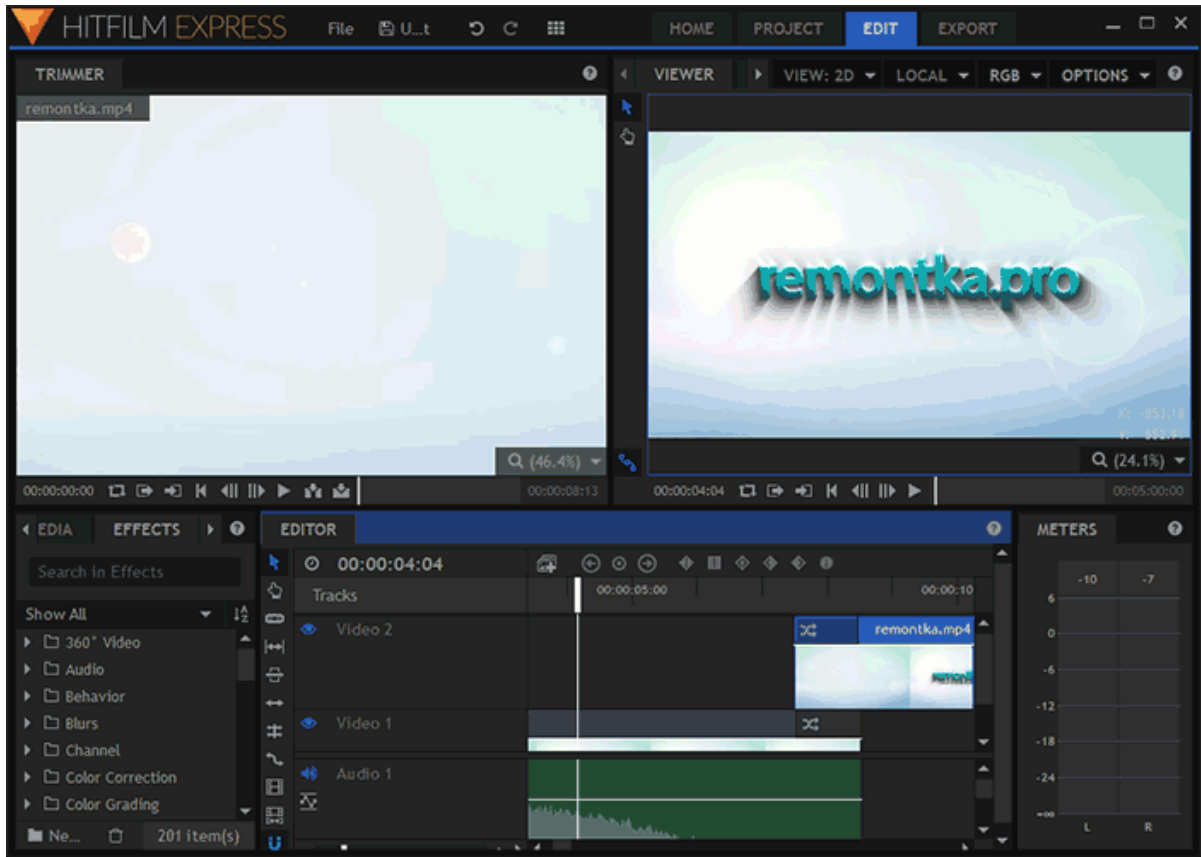 HITFILM EXPRESS File U...t HOME PROJECT EDIT EXPORT
TRIMMER
remontka.mp4
(46.4%)
00:00:00:00 00:00:08:13
VIEWER VIEW: 2D LOCAL RGB OPTIONS
remontka.pro
X: -853.18
(24.1%)
00:00:04:04 00:05:00:00
EDIA EFFECTS
Search in Effects
Show All
360° Video
Audio
Behavior
Blurs
Channel
Color Correction
Color Grading
Ne... 201 item(s)
EDITOR
00:00:04:04
Tracks 00:00:05:00 00:00:10
Video 2 remontka.mp4
Video 1
Audio 1
METERS
-10 -7
6
0
-6
-12
-18
-24
-∞
L R